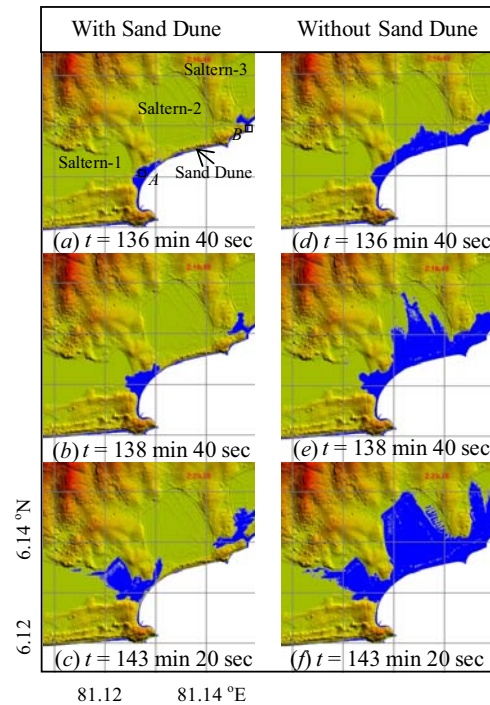 With Sand Dune
Without Sand Dune
Saltern-3
Saltern-2
B
Saltern-1
A
Sand Dune
(a) t = 136 min 40 sec
(d) t = 136 min 40 sec
(b) t = 138 min 40 sec
(e) t = 138 min 40 sec
6.14 °N
6.12
(c) t = 143 min 20 sec
(f) t = 143 min 20 sec
81.12
81.14 °E